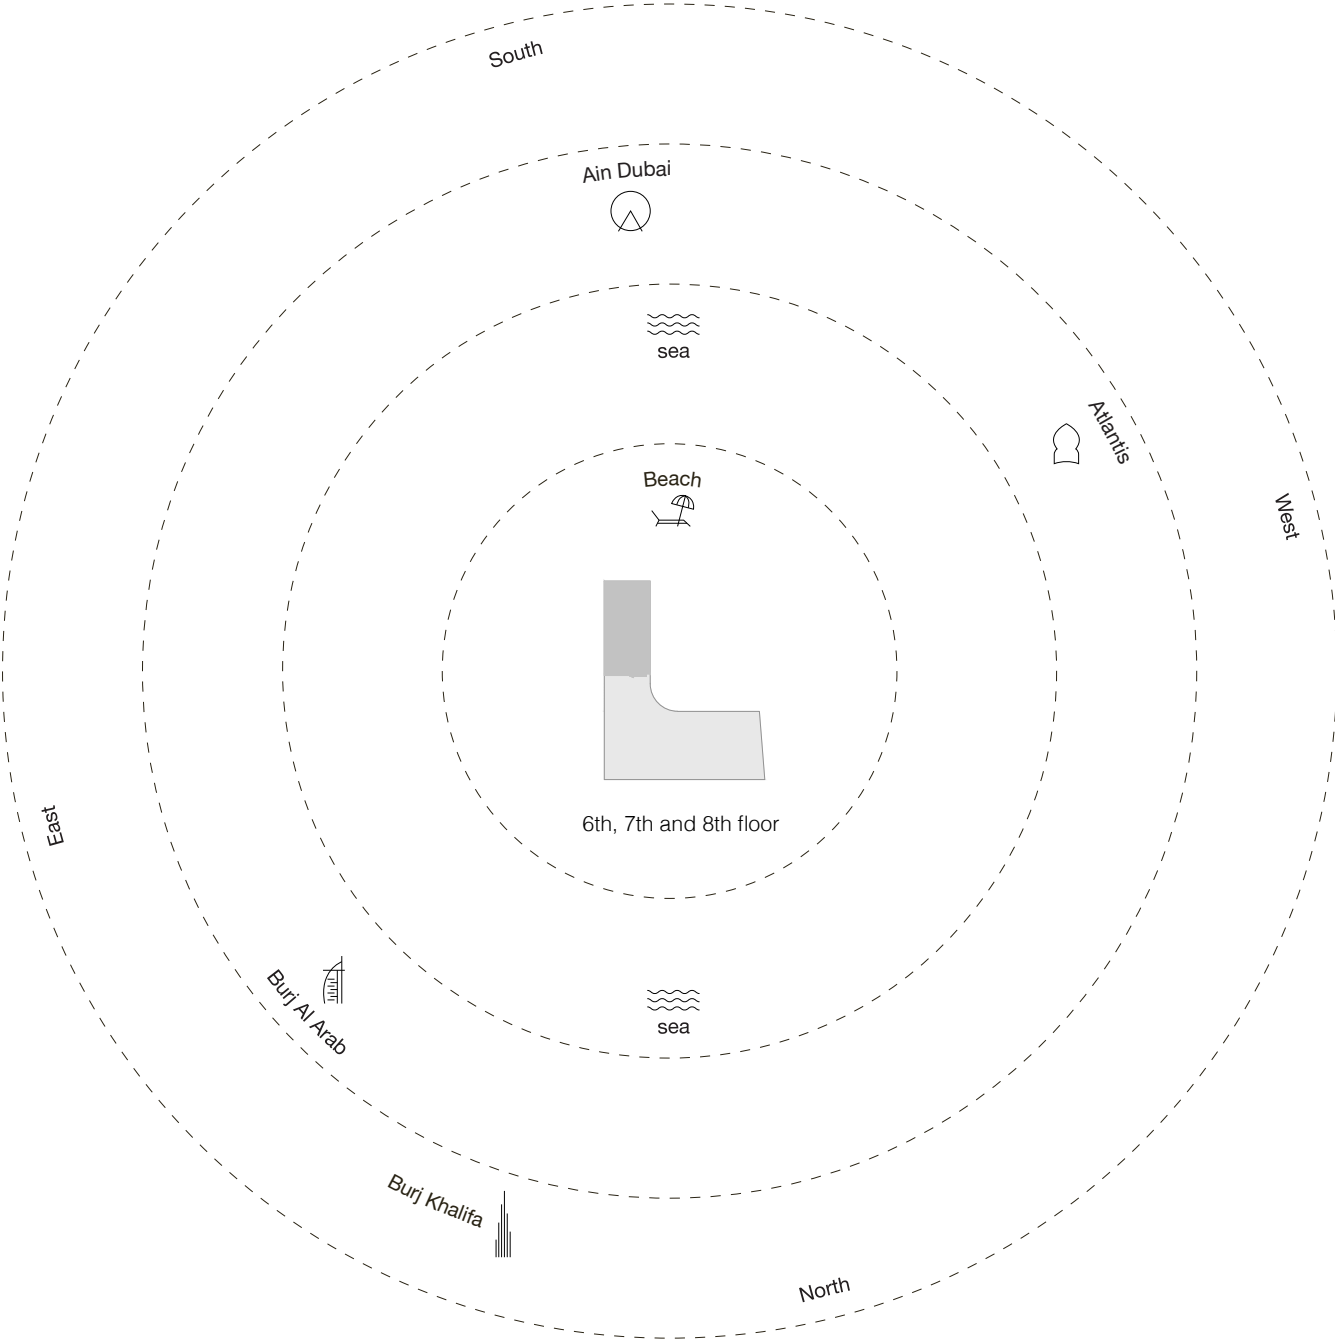 South
Ain Dubai
sea
Atlantis
Beach
West
East
6th, 7th and 8th floor
Burj Al Arab
sea
Burj Khalifa
North